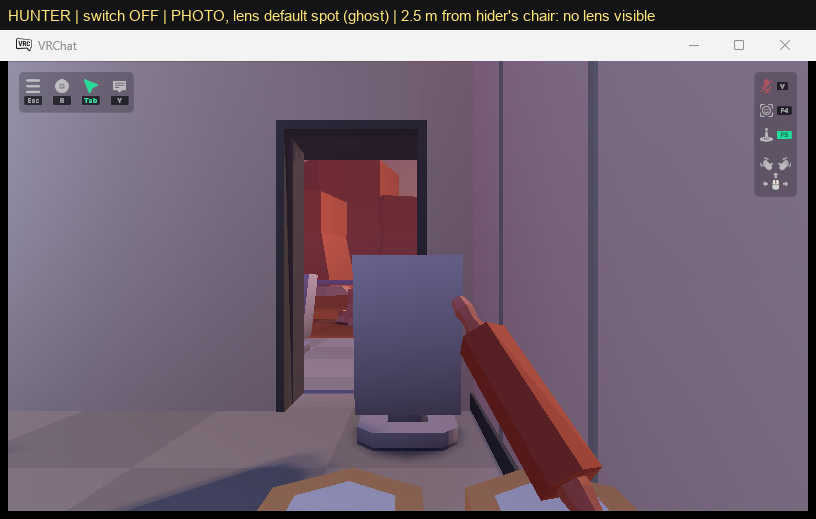 HUNTER | switch OFF | PHOTO, lens default spot (ghost) | 2.5 m from hider's chair: no lens visible
VRC VRChat
Esc R Tab Y
V
F4
F5